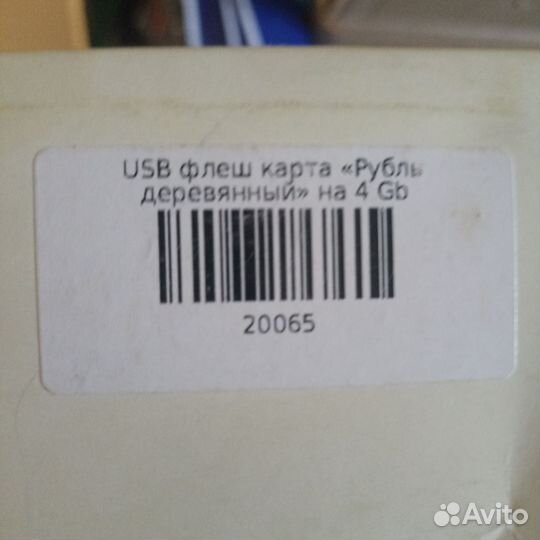 USB флеш карта «Рубль
деревянный» на 4 Gb
20065
Avito